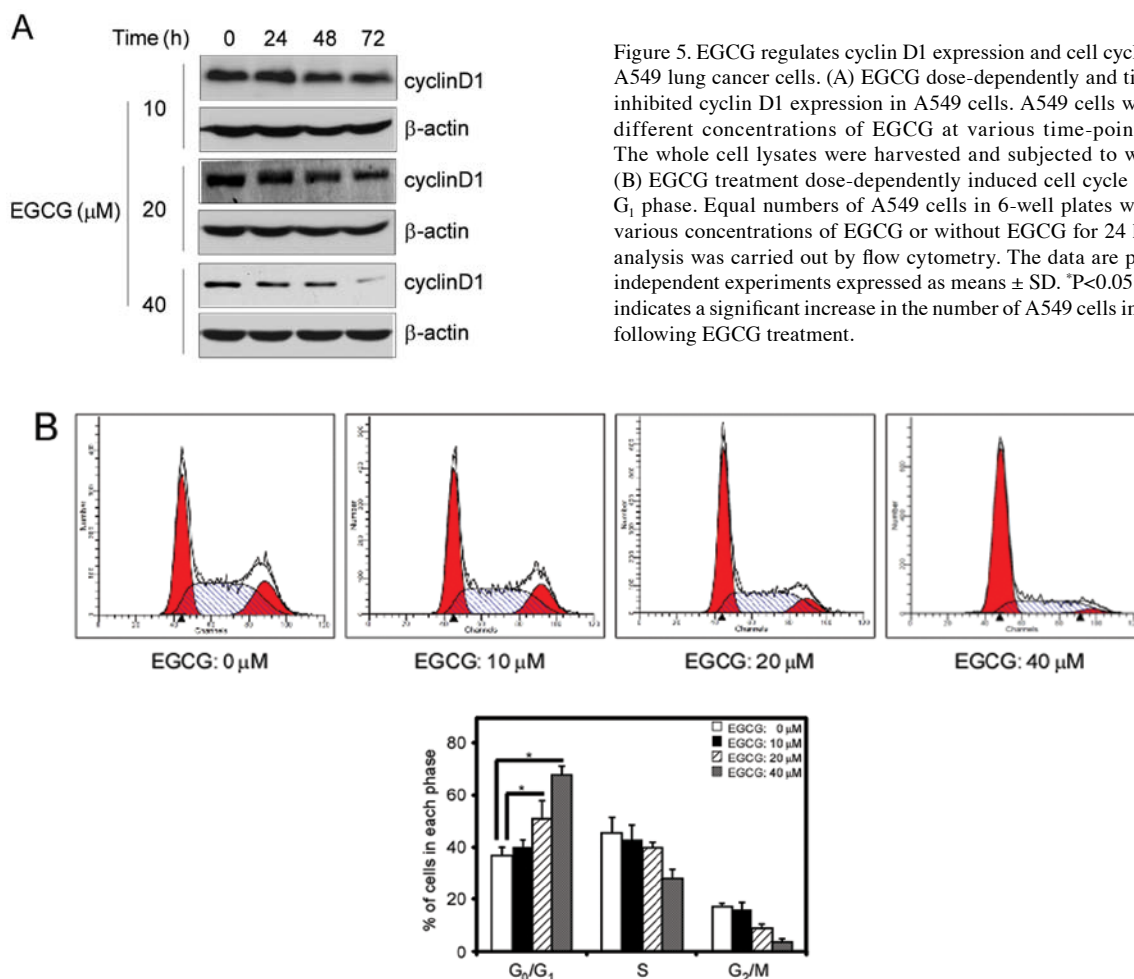 A
Time (h) 0 24 48 72
cyclinD1
10
β-actin
cyclinD1
EGCG (μM) 20
β-actin
cyclinD1
40
β-actin
Figure 5. EGCG regulates cyclin D1 expression and cell cycl
A549 lung cancer cells. (A) EGCG dose-dependently and ti
inhibited cyclin D1 expression in A549 cells. A549 cells w
different concentrations of EGCG at various time-poin
The whole cell lysates were harvested and subjected to w
(B) EGCG treatment dose-dependently induced cell cycle
G₁ phase. Equal numbers of A549 cells in 6-well plates w
various concentrations of EGCG or without EGCG for 24
analysis was carried out by flow cytometry. The data are p
independent experiments expressed as means ± SD. *P<0.05
indicates a significant increase in the number of A549 cells in
following EGCG treatment.
B
Number Number Number Number
Channels Channels Channels Channels
EGCG: 0 μM EGCG: 10 μM EGCG: 20 μM EGCG: 40 μM
% of cells in each phase
80
60
40
20
0
* 
*
EGCG: 0 μM
EGCG: 10 μM
EGCG: 20 μM
EGCG: 40 μM
G₀/G₁ S G₂/M